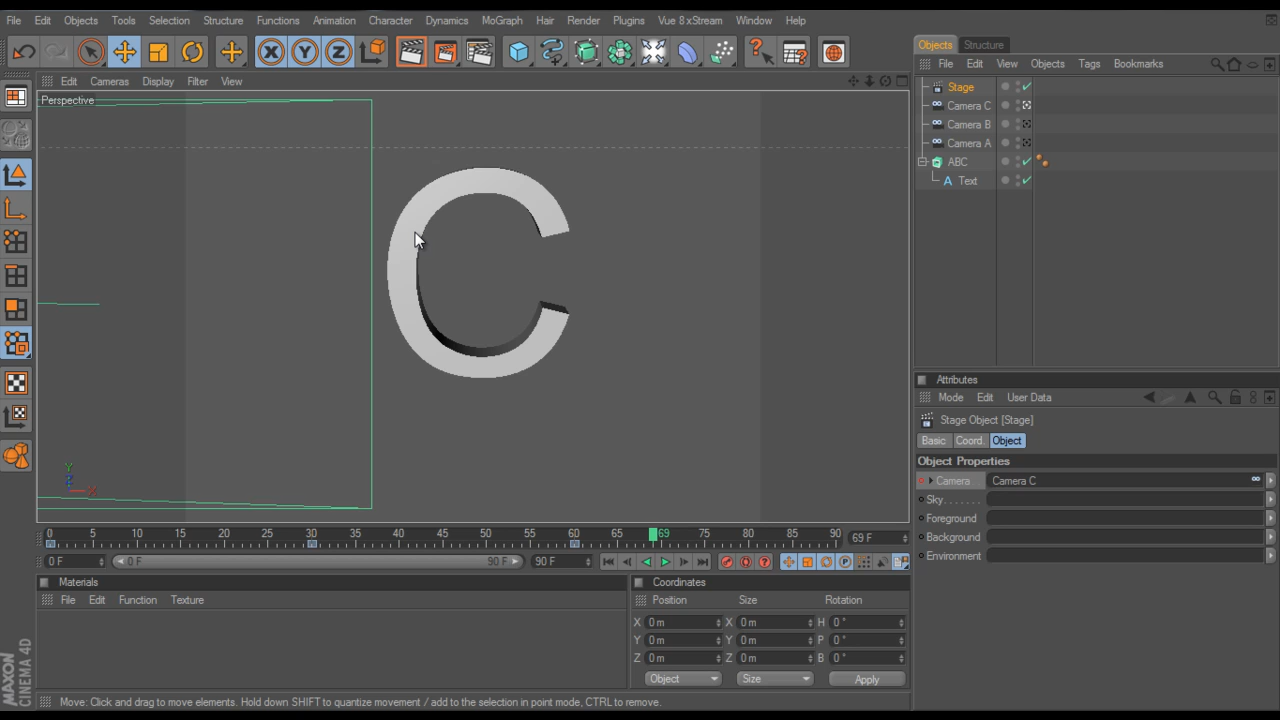 File Edit Objects Tools Selection Structure Functions Animation Character Dynamics MoGraph Hair Render Plugins Vue 8 xStream Window Help
X Y Z
Objects Structure
File Edit View Objects Tags Bookmarks
Edit Cameras Display Filter View
Perspective
Stage
Camera C
Camera B
Camera A
ABC
Text
C
Y
Z
X
Attributes
Mode Edit User Data
Stage Object [Stage]
Basic Coord. Object
Object Properties
Camera Camera C
Sky . . . . . . .
Foreground
Background
Environment
0 5 10 15 20 25 30 35 40 45 50 55 60 65 69 75 80 85 90 69 F
0 F 0 F 90 F 90 F
Materials
File Edit Function Texture
Coordinates
Position Size Rotation
X 0 m X 0 m H 0 °
Y 0 m Y 0 m P 0 °
Z 0 m Z 0 m B 0 °
Object Size Apply
MAXON
CINEMA 4D
Move: Click and drag to move elements. Hold down SHIFT to quantize movement / add to the selection in point mode, CTRL to remove.